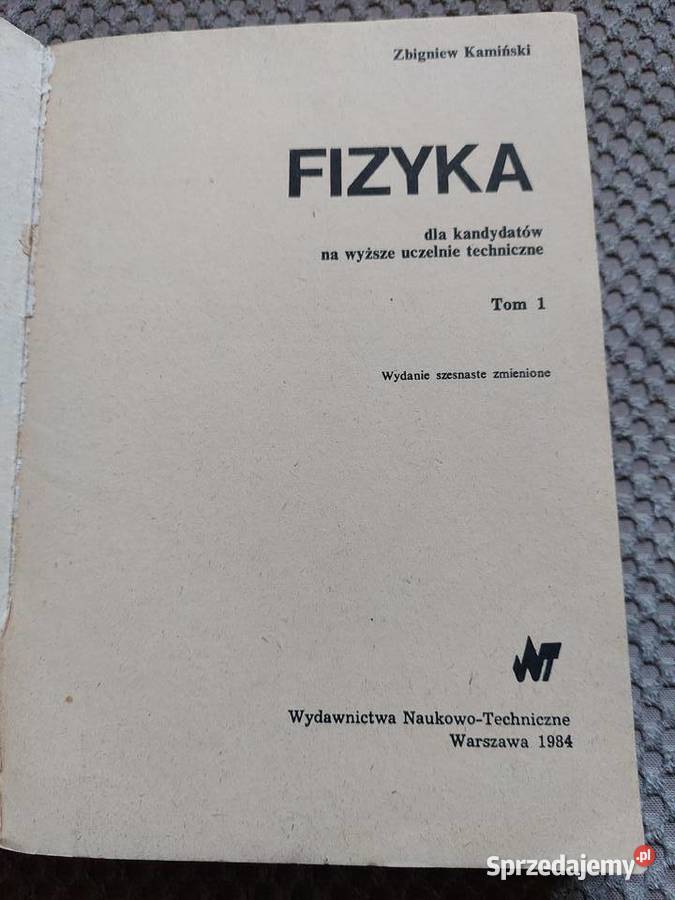 Zbigniew Kamiński
FIZYKA
dla kandydatów
na wyższe uczelnie techniczne
Tom 1
Wydanie szesnaste zmienione
WNT
Wydawnictwa Naukowo-Techniczne
Warszawa 1984
Sprzedajemy.pl